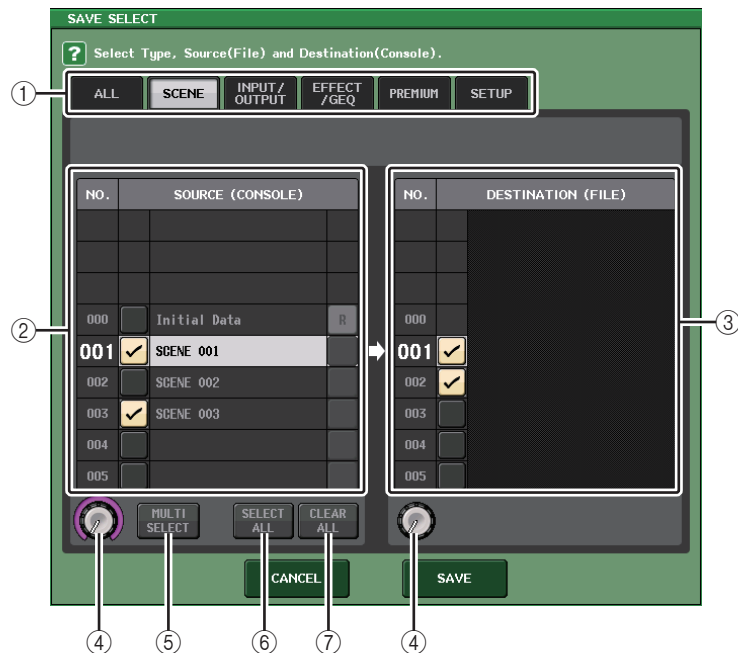 SAVE SELECT
? Select Type, Source(File) and Destination(Console).
① ALL SCENE INPUT/ OUTPUT EFFECT /GEQ PREMIUM SETUP
NO. SOURCE (CONSOLE) NO. DESTINATION (FILE)
② ③
000 Initial Data R 000
001 SCENE 001 001
002 SCENE 002 002
003 SCENE 003 003
004 004
005 005
MULTI SELECT SELECT ALL CLEAR ALL
CANCEL SAVE
④ ⑤ ⑥ ⑦ ④